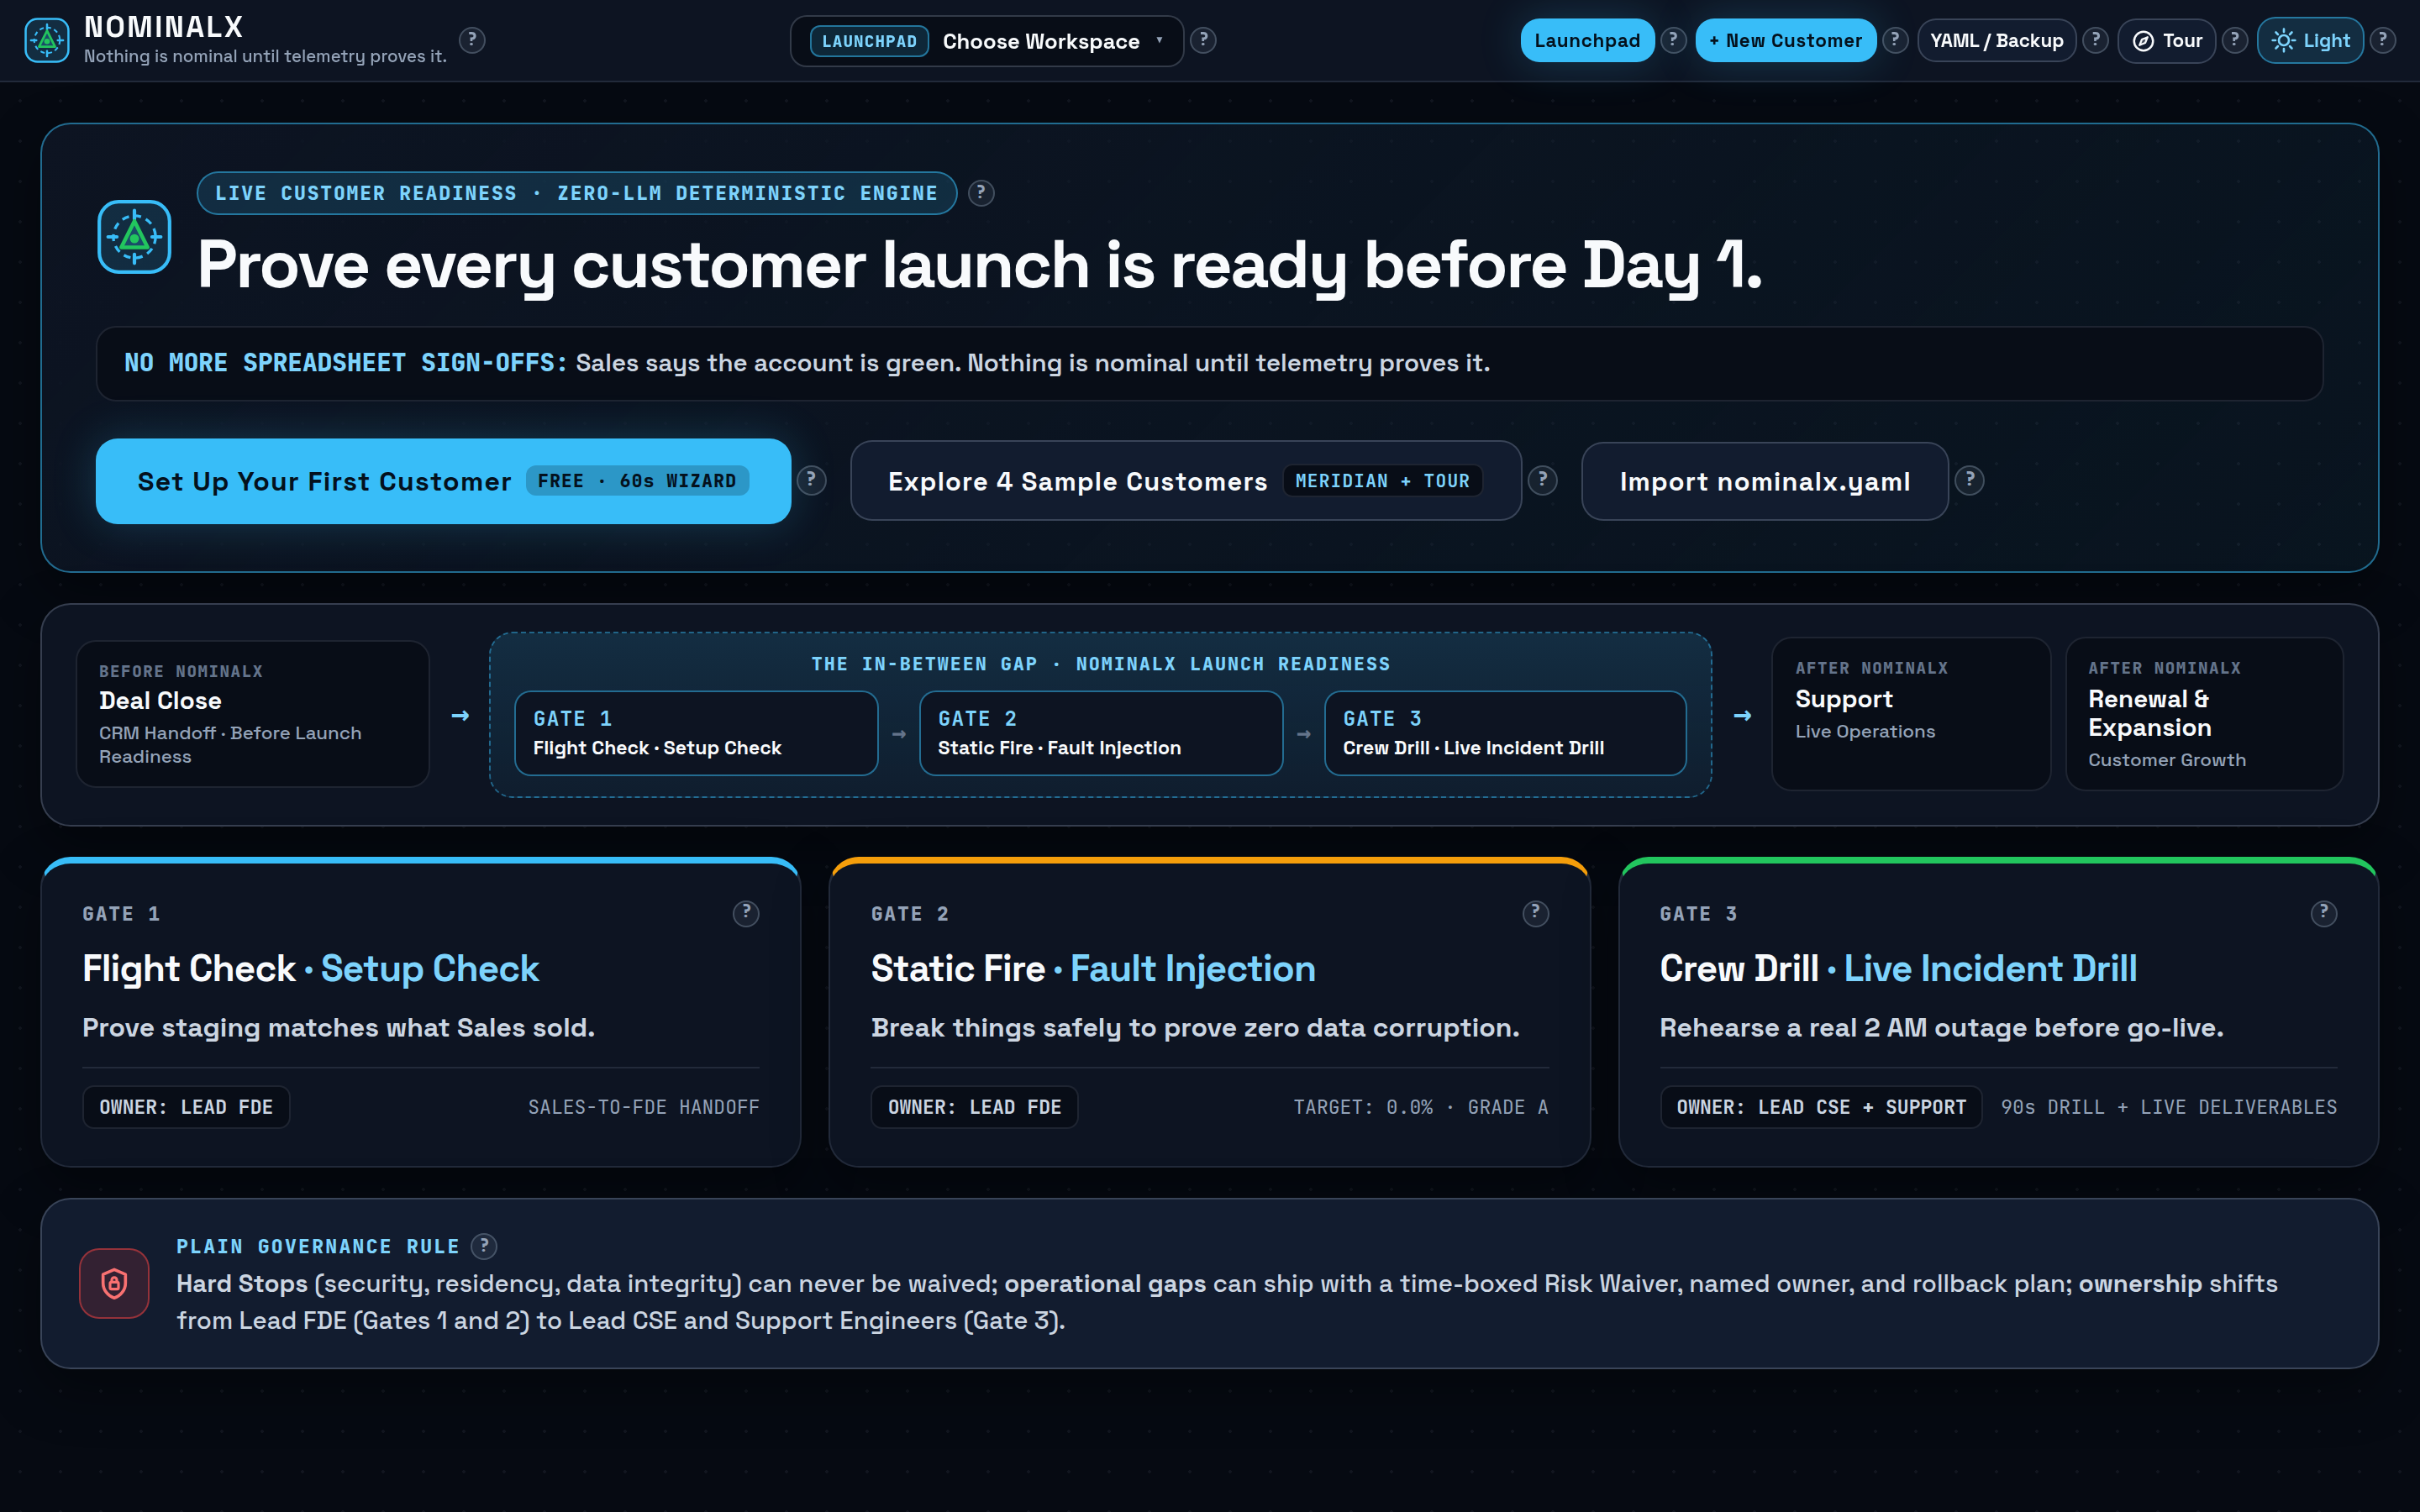 NOMINALX
Nothing is nominal until telemetry proves it.
?
LAUNCHPAD Choose Workspace ▾ ?
Launchpad ? + New Customer ? YAML / Backup ? Tour ? Light ?
LIVE CUSTOMER READINESS · ZERO-LLM DETERMINISTIC ENGINE ?
Prove every customer launch is ready before Day 1.
NO MORE SPREADSHEET SIGN-OFFS: Sales says the account is green. Nothing is nominal until telemetry proves it.
Set Up Your First Customer FREE · 60s WIZARD ?
Explore 4 Sample Customers MERIDIAN + TOUR ?
Import nominalx.yaml ?
BEFORE NOMINALX
Deal Close
CRM Handoff · Before Launch
Readiness
→
THE IN-BETWEEN GAP · NOMINALX LAUNCH READINESS
GATE 1
Flight Check · Setup Check
→
GATE 2
Static Fire · Fault Injection
→
GATE 3
Crew Drill · Live Incident Drill
→
AFTER NOMINALX
Support
Live Operations
AFTER NOMINALX
Renewal &
Expansion
Customer Growth
GATE 1 ?
Flight Check · Setup Check
Prove staging matches what Sales sold.
OWNER: LEAD FDE SALES-TO-FDE HANDOFF
GATE 2 ?
Static Fire · Fault Injection
Break things safely to prove zero data corruption.
OWNER: LEAD FDE TARGET: 0.0% · GRADE A
GATE 3 ?
Crew Drill · Live Incident Drill
Rehearse a real 2 AM outage before go-live.
OWNER: LEAD CSE + SUPPORT 90s DRILL + LIVE DELIVERABLES
PLAIN GOVERNANCE RULE ?
Hard Stops (security, residency, data integrity) can never be waived; operational gaps can ship with a time-boxed Risk Waiver, named owner, and rollback plan; ownership shifts
from Lead FDE (Gates 1 and 2) to Lead CSE and Support Engineers (Gate 3).